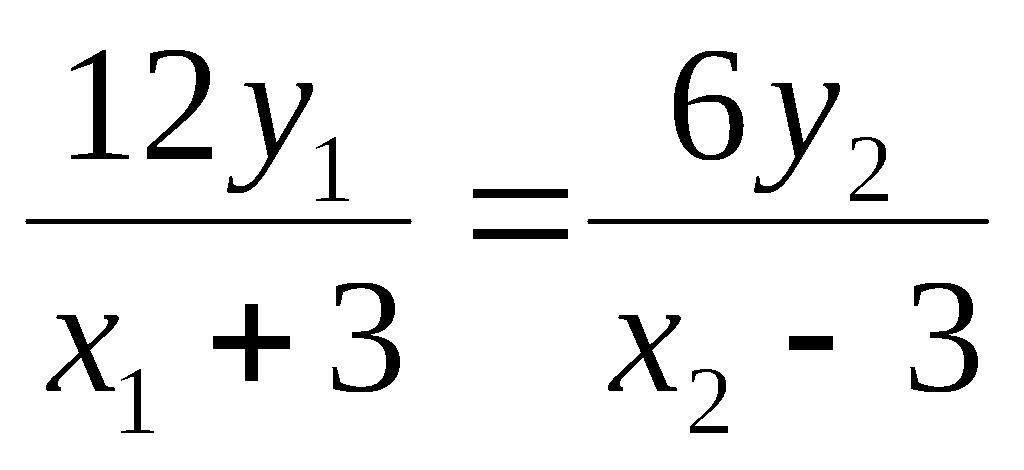 12y₁ / x₁ + 3 = 6y₂ / x₂ - 3